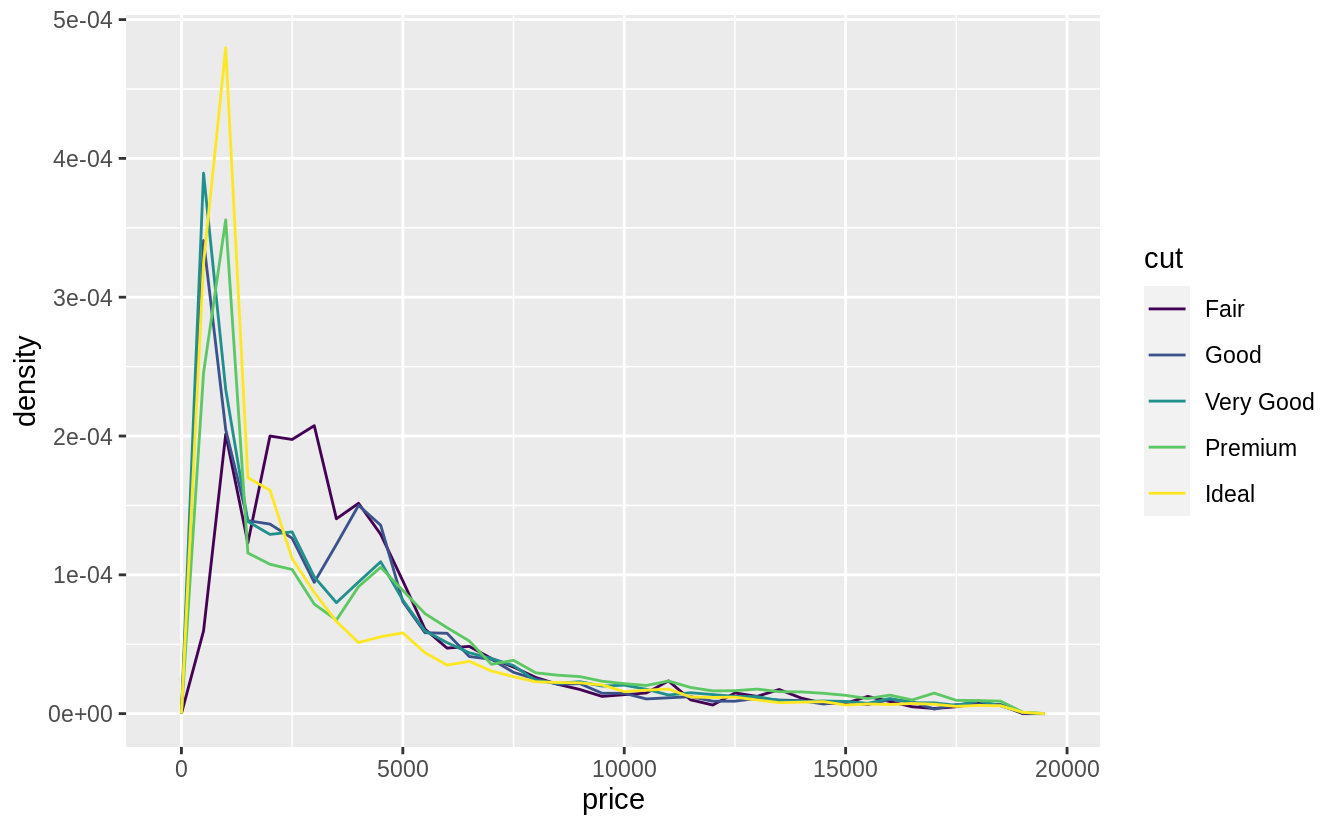 5e-04
4e-04
3e-04
2e-04
1e-04
0e+00
density
0
5000
10000
15000
20000
price
cut
Fair
Good
Very Good
Premium
Ideal